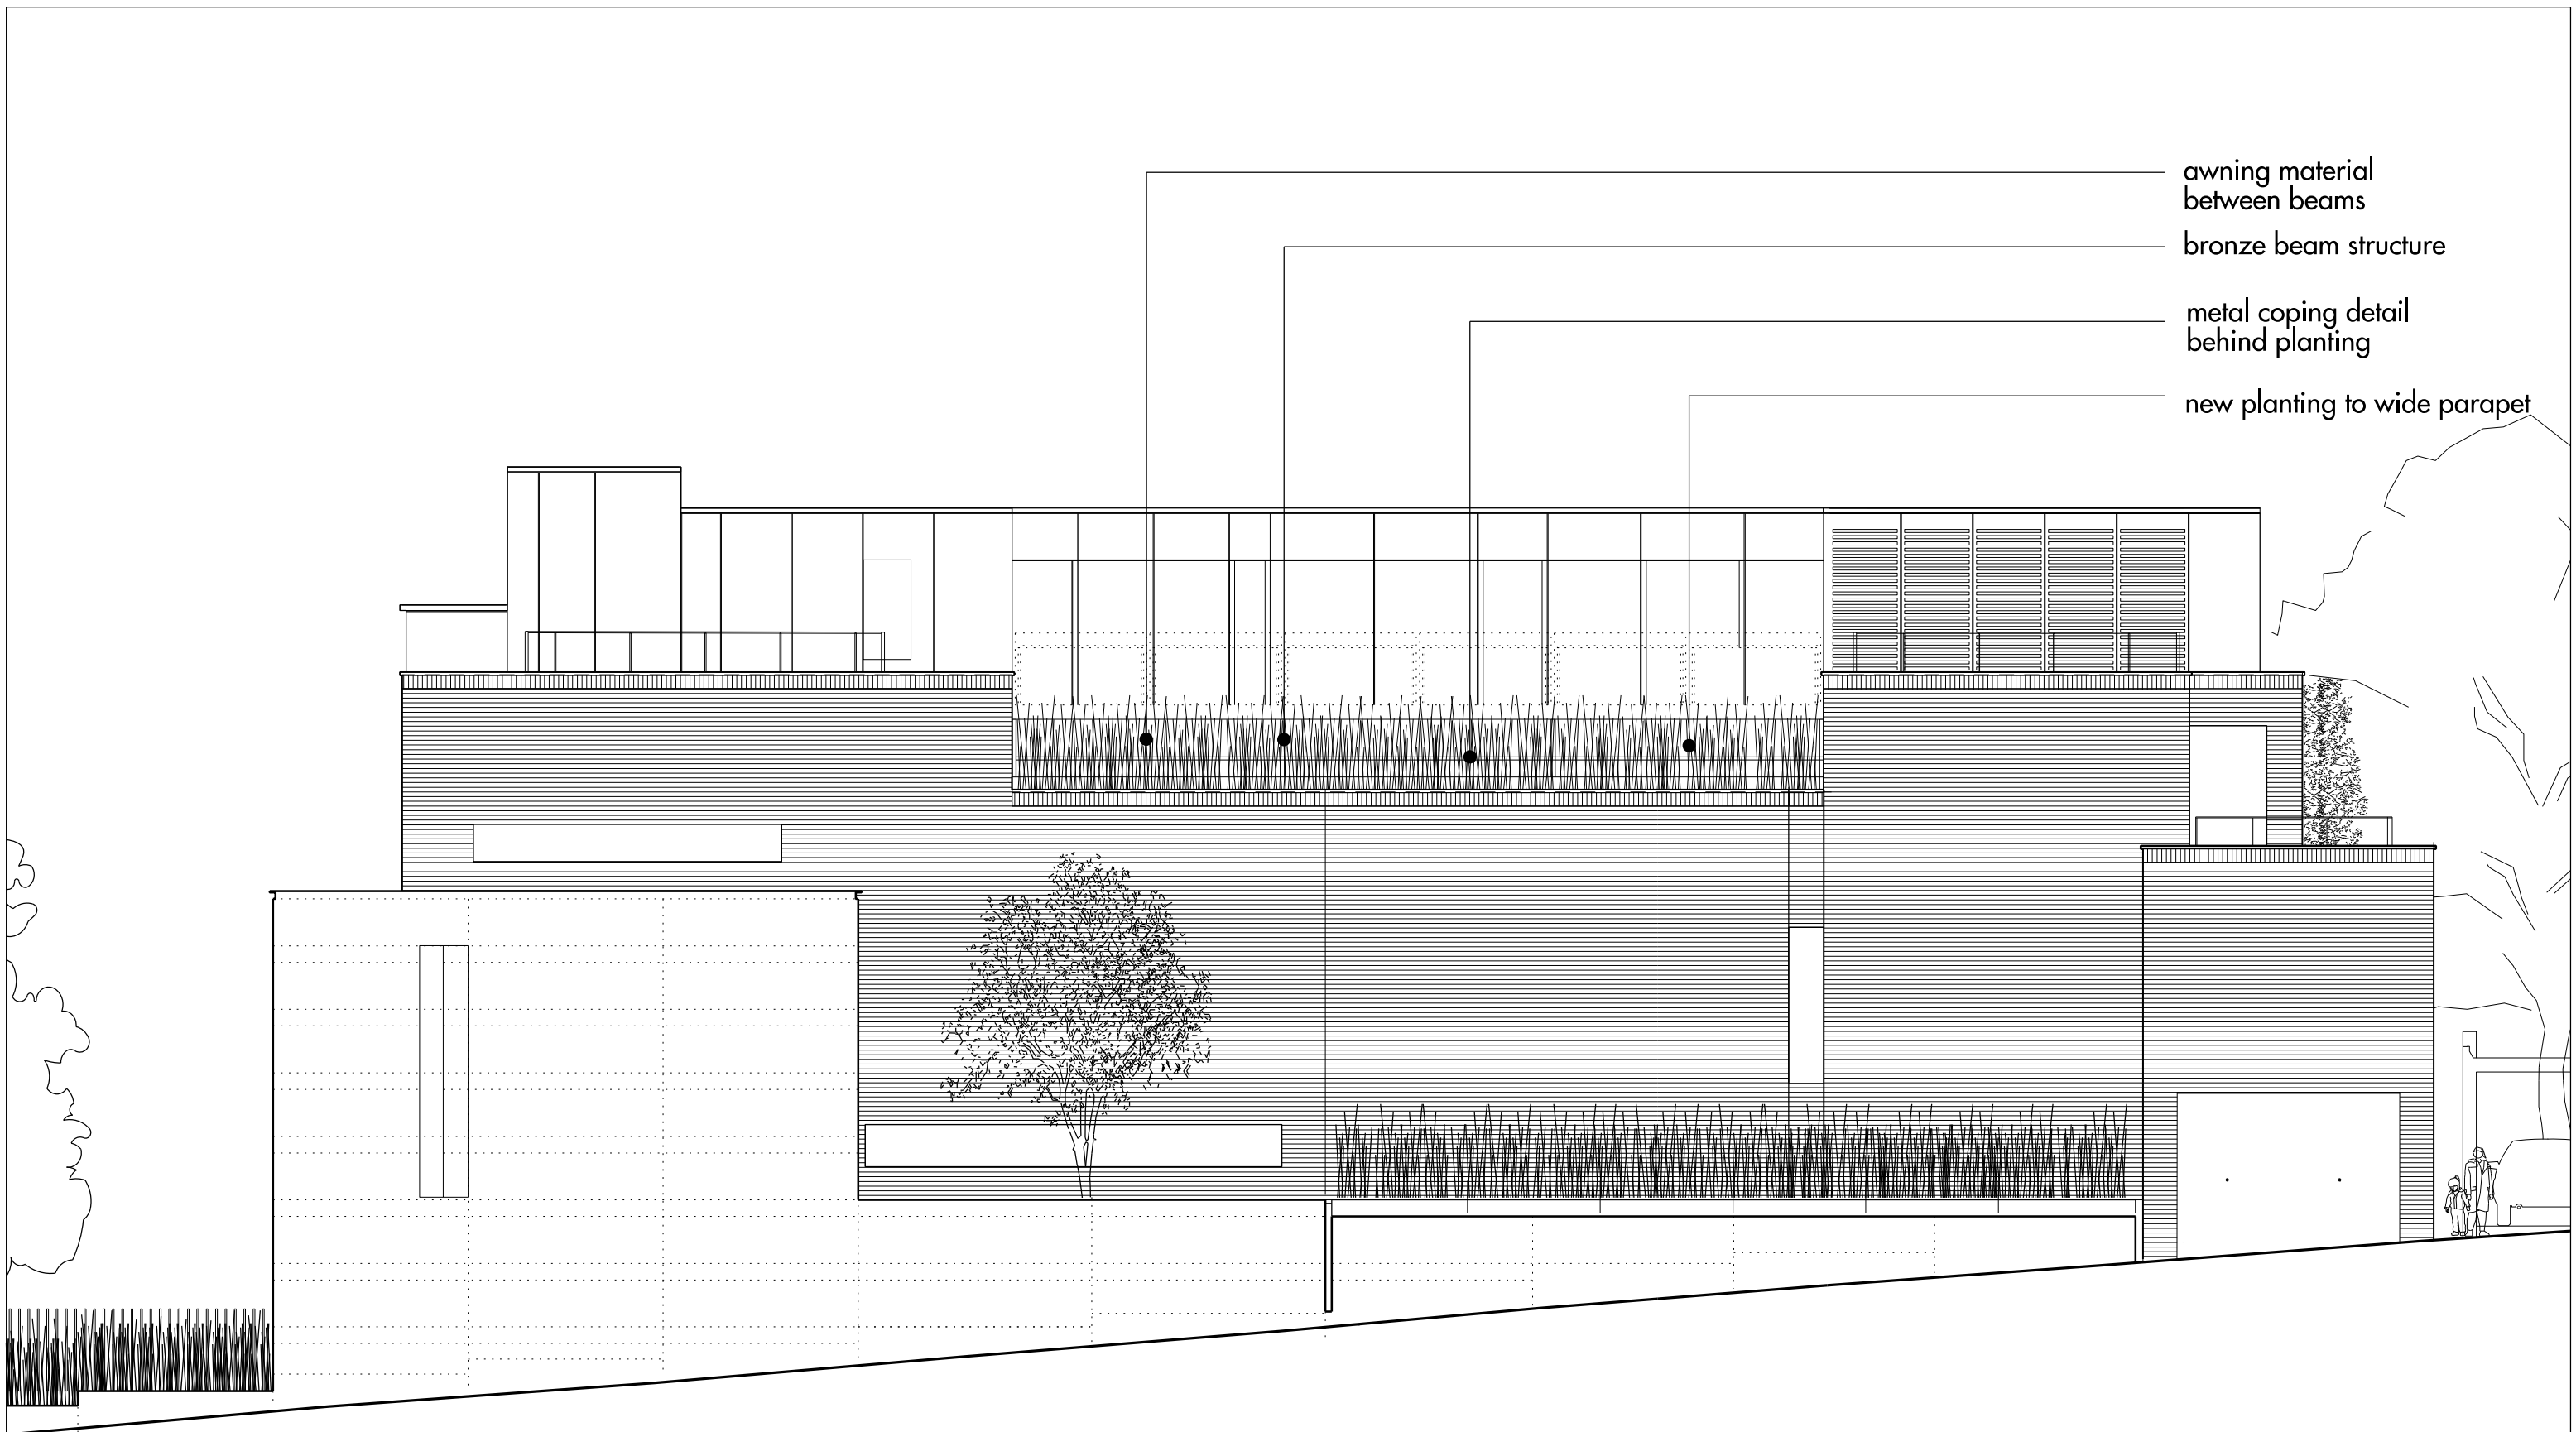 awning material
between beams
bronze beam structure
metal coping detail
behind planting
new planting to wide parapet